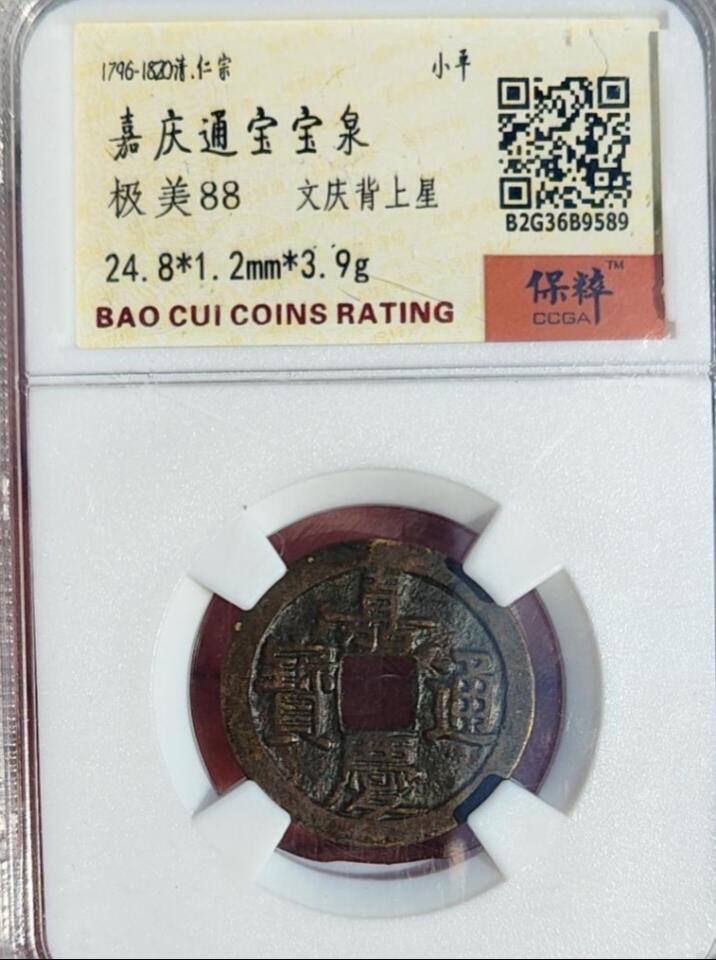 1796-1820清.仁宗 小平
嘉庆通宝宝泉
极美88 文庆背上星
B2G36B9589
24.8*1.2mm*3.9g
保粹™
BAO CUI COINS RATING
CCGA
嘉
寶 通
慶